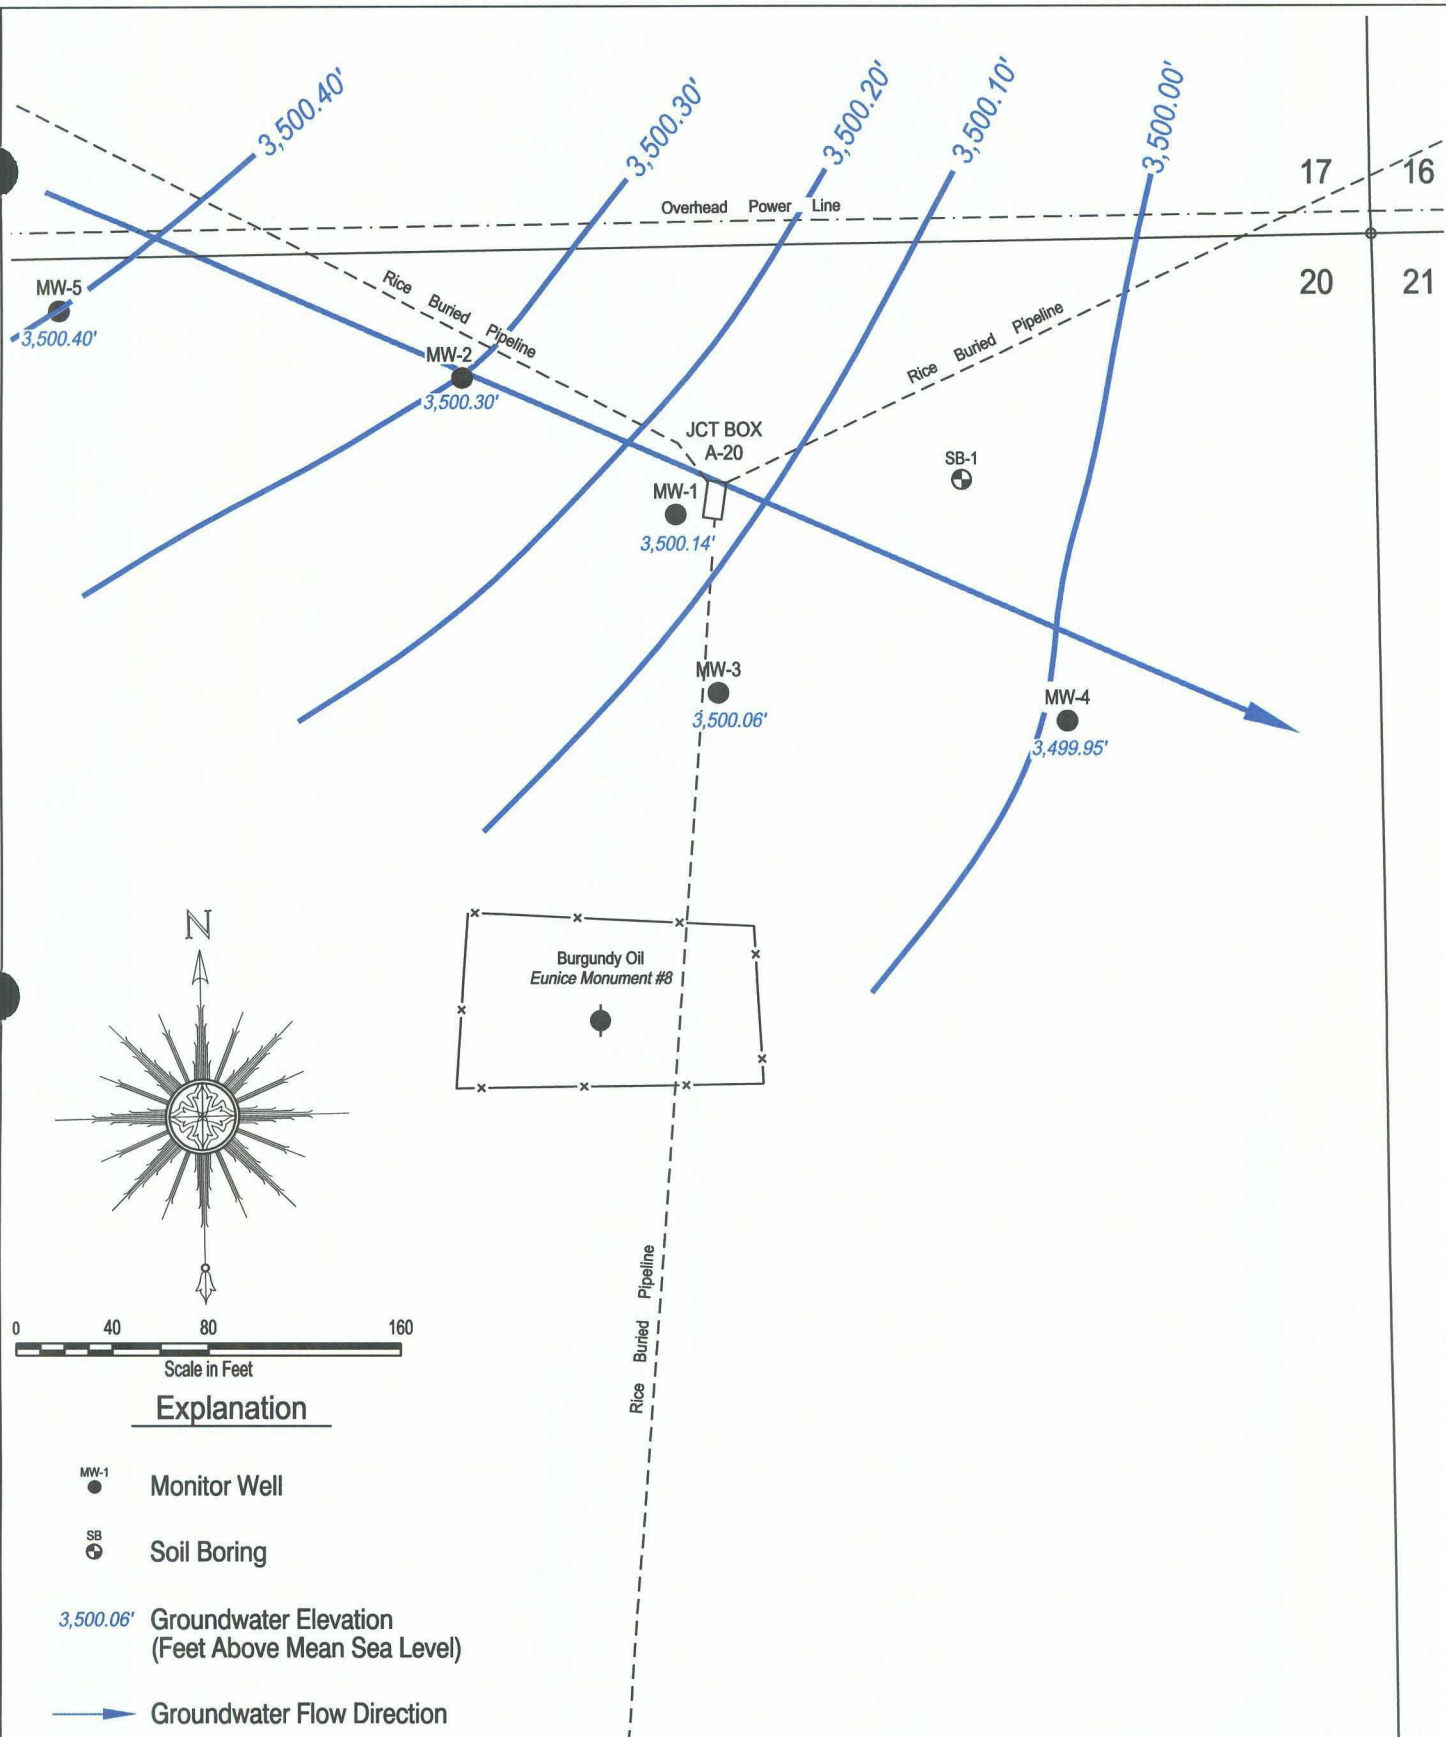 3,500.40'
3,500.30'
3,500.20'
3,500.10'
3,500.00'
17
16
Overhead Power Line
20
21
MW-5
3,500.40'
Rice Buried Pipeline
MW-2
3,500.30'
Rice Buried Pipeline
JCT BOX
A-20
SB-1
MW-1
3,500.14'
MW-3
3,500.06'
MW-4
3,499.95'
N
Burgundy Oil
Eunice Monument #8
Rice Buried Pipeline
0 40 80 160
Scale in Feet
Explanation
MW-1
Monitor Well
SB
Soil Boring
3,500.06' Groundwater Elevation
(Feet Above Mean Sea Level)
Groundwater Flow Direction